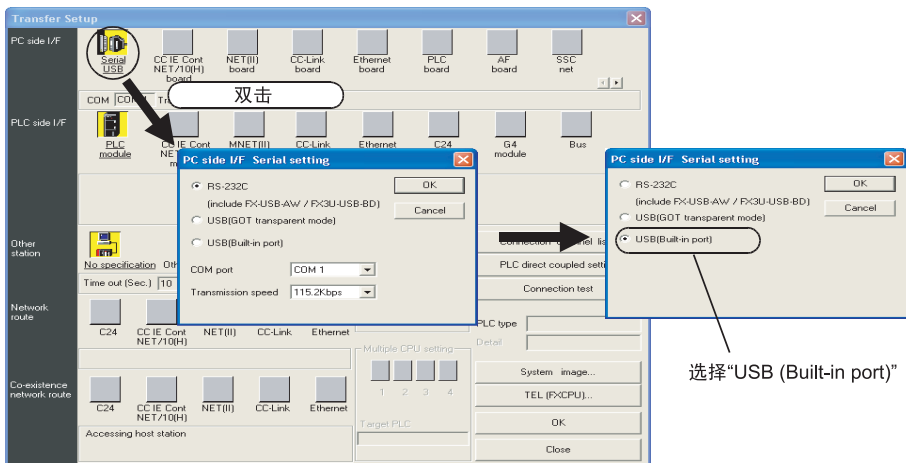 Transfer Setup
PC side I/F
Serial
USB
CC IE Cont
NET/10(H)
board
NET(II)
board
CC-Link
board
Ethernet
board
PLC
board
AF
board
SSC
net
COM
双击
PLC side I/F
PLC
module
MNET(II)
CC-Link
Ethernet
C24
G4
module
Bus
PC side I/F Serial setting
RS-232C
(include FX-USB-AW / FX3U-USB-BD)
USB(GOT transparent mode)
USB(Built-in port)
COM port COM 1
Transmission speed 115.2Kbps
OK
Cancel
PC side I/F Serial setting
RS-232C
(include FX-USB-AW / FX3U-USB-BD)
USB(GOT transparent mode)
USB(Built-in port)
OK
Cancel
选择“USB (Built-in port)”
Other
station
No specification
Time out (Sec.) 10
PLC direct coupled
Connection test
PLC type
Detail
Network
route
C24
CC IE Cont
NET/10(H)
NET(II)
CC-Link
Ethernet
Multiple CPU setting
1 2 3 4
Target PLC
System image...
TEL (FXCPU)...
OK
Close
Co-existence
network route
C24
CC IE Cont
NET/10(H)
NET(II)
CC-Link
Ethernet
Accessing host station